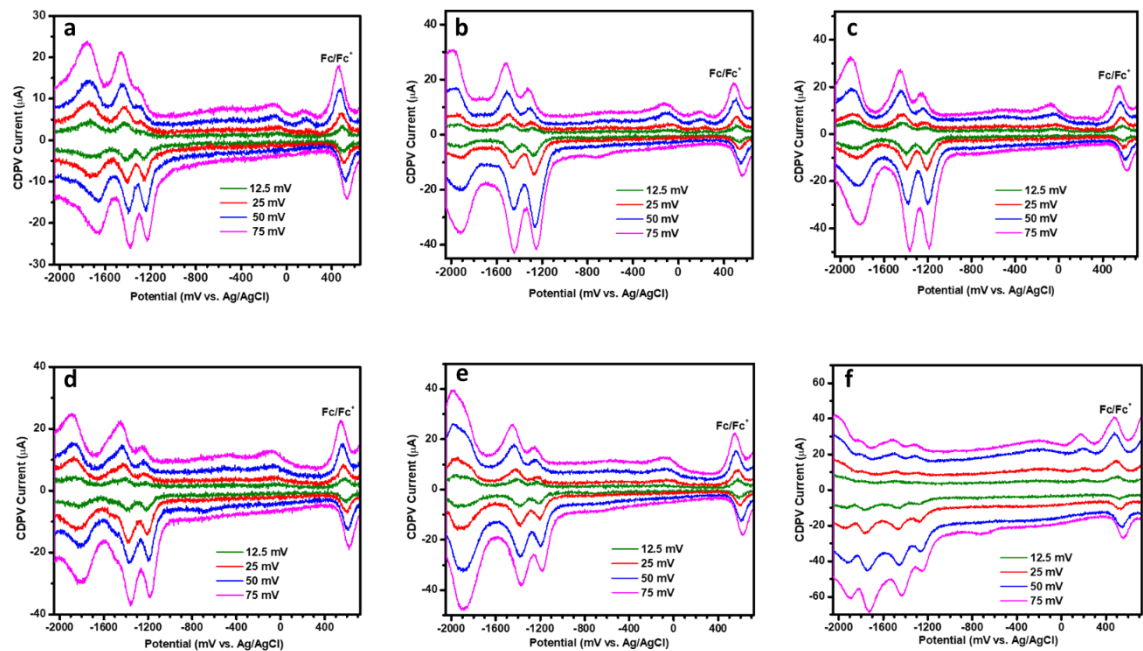 a
Fc/Fc+
CDPV Current (µA)
30
20
10
0
-10
-20
-30
12.5 mV
25 mV
50 mV
75 mV
-2000 -1600 -1200 -800 -400 0 400
Potential (mV vs. Ag/AgCl)
b
Fc/Fc+
CDPV Current (µA)
40
20
0
-20
-40
12.5 mV
25 mV
50 mV
75 mV
-2000 -1600 -1200 -800 -400 0 400
Potential (mV vs. Ag/AgCl)
c
Fc/Fc+
CDPV Current (µA)
40
20
0
-20
-40
12.5 mV
25 mV
50 mV
75 mV
-2000 -1600 -1200 -800 -400 0 400
Potential (mV vs. Ag/AgCl)
d
Fc/Fc+
CDPV Current (µA)
40
20
0
-20
-40
12.5 mV
25 mV
50 mV
75 mV
-2000 -1600 -1200 -800 -400 0 400
Potential (mV vs. Ag/AgCl)
e
Fc/Fc+
CDPV Current (µA)
40
20
0
-20
-40
12.5 mV
25 mV
50 mV
75 mV
-2000 -1600 -1200 -800 -400 0 400
Potential (mV vs. Ag/AgCl)
f
Fc/Fc+
CDPV Current (µA)
60
40
20
0
-20
-40
-60
12.5 mV
25 mV
50 mV
75 mV
-2000 -1600 -1200 -800 -400 0 400
Potential (mV vs. Ag/AgCl)